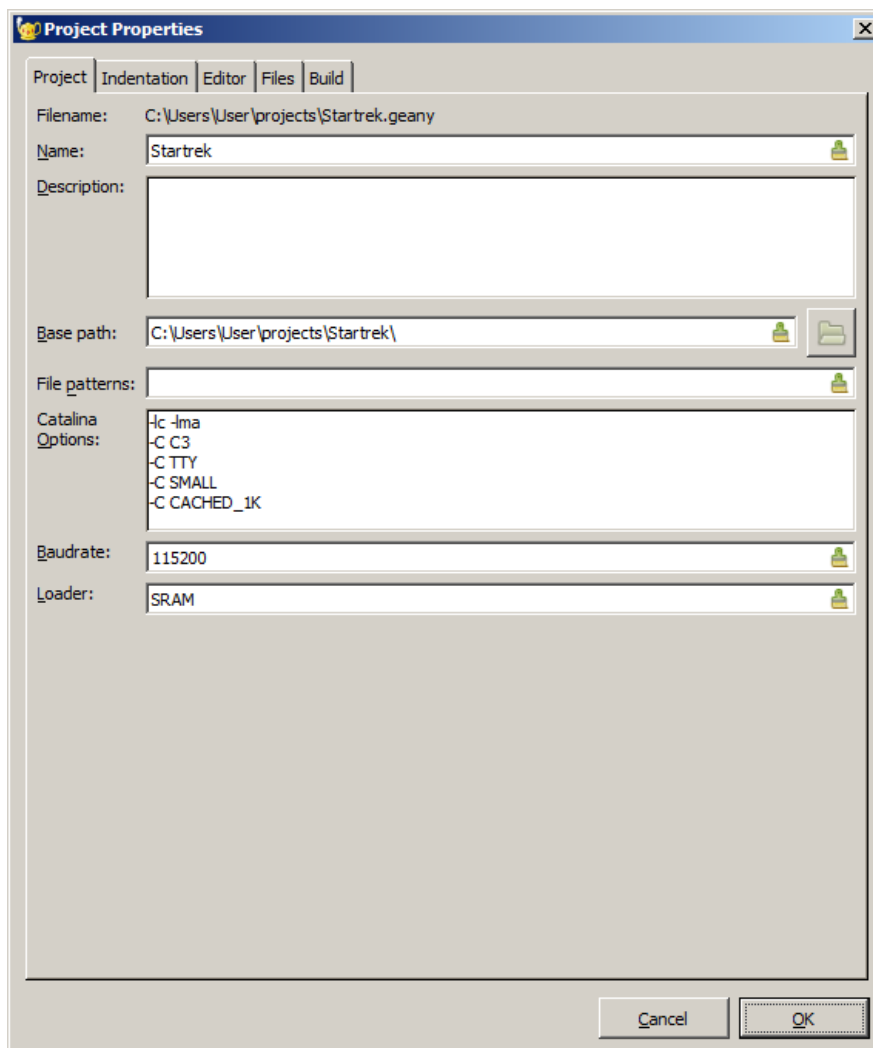 Project Properties
Project Indentation Editor Files Build
Filename: C:\Users\User\projects\Startrek.geany
Name: Startrek
Description:
Base path: C:\Users\User\projects\Startrek\
File patterns:
Catalina Options:
-lc -lma
-C C3
-C TTY
-C SMALL
-C CACHED_1K
Baudrate: 115200
Loader: SRAM
Cancel OK